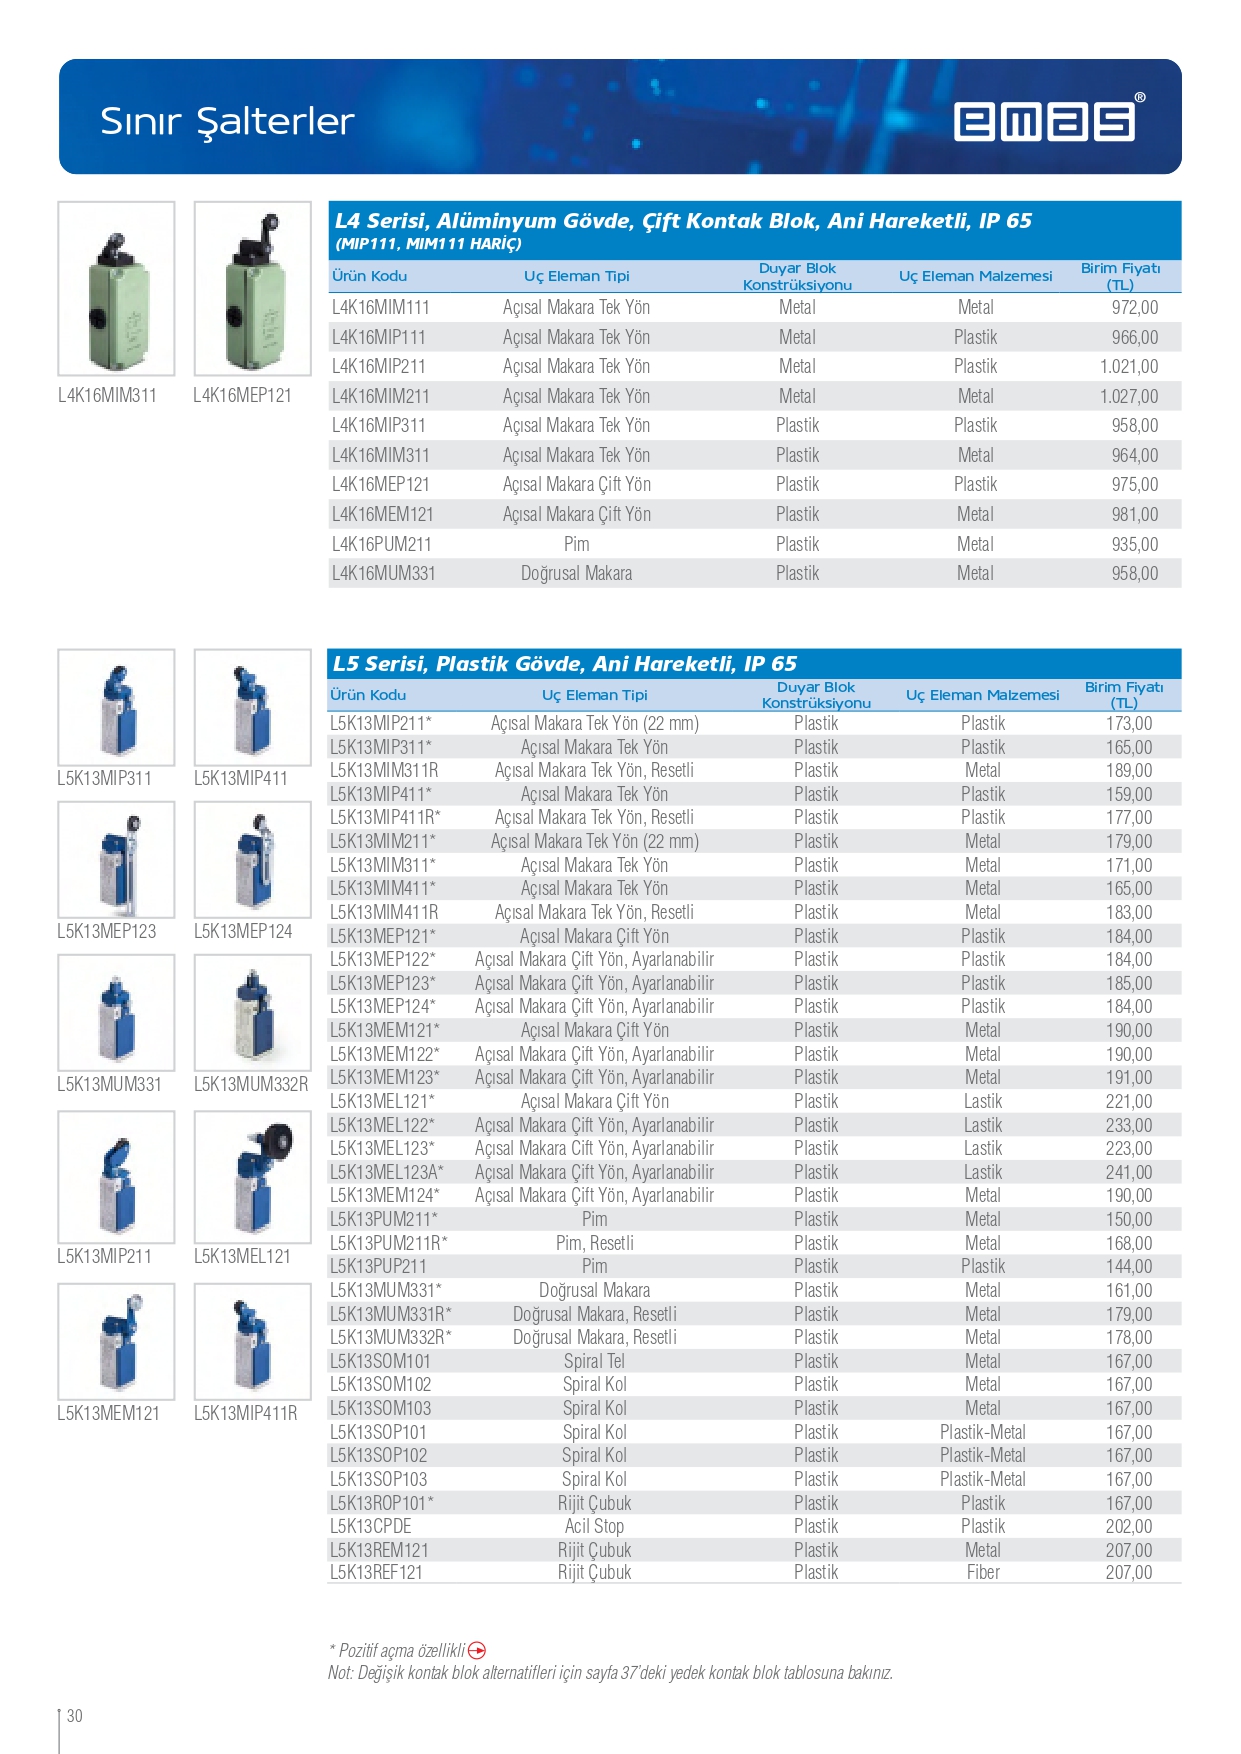 Sınır Şalterler
emas®
L4K16MIM311 L4K16MEP121
L4 Serisi, Alüminyum Gövde, Çift Kontak Blok, Ani Hareketli, IP 65
(MIP111, MIM111 HARİÇ)
Ürün Kodu Uç Eleman Tipi Duyar Blok Konstrüksiyonu Uç Eleman Malzemesi Birim Fiyatı (TL)
L4K16MIM111 Açısal Makara Tek Yön Metal Metal 972,00
L4K16MIP111 Açısal Makara Tek Yön Metal Plastik 966,00
L4K16MIP211 Açısal Makara Tek Yön Metal Plastik 1.021,00
L4K16MIM211 Açısal Makara Tek Yön Metal Metal 1.027,00
L4K16MIP311 Açısal Makara Tek Yön Plastik Plastik 958,00
L4K16MIM311 Açısal Makara Tek Yön Plastik Metal 964,00
L4K16MEP121 Açısal Makara Çift Yön Plastik Plastik 975,00
L4K16MEM121 Açısal Makara Çift Yön Plastik Metal 981,00
L4K16PUM211 Pim Plastik Metal 935,00
L4K16MUM331 Doğrusal Makara Plastik Metal 958,00
L5K13MIP311 L5K13MIP411
L5K13MEP123 L5K13MEP124
L5K13MUM331 L5K13MUM332R
L5K13MIP211 L5K13MEL121
L5K13MEM121 L5K13MIP411R
L5 Serisi, Plastik Gövde, Ani Hareketli, IP 65
Ürün Kodu Uç Eleman Tipi Duyar Blok Konstrüksiyonu Uç Eleman Malzemesi Birim Fiyatı (TL)
L5K13MIP211* Açısal Makara Tek Yön (22 mm) Plastik Plastik 173,00
L5K13MIP311* Açısal Makara Tek Yön Plastik Plastik 165,00
L5K13MIM311R Açısal Makara Tek Yön, Resetli Plastik Metal 189,00
L5K13MIP411* Açısal Makara Tek Yön Plastik Plastik 159,00
L5K13MIP411R* Açısal Makara Tek Yön, Resetli Plastik Plastik 177,00
L5K13MIM211* Açısal Makara Tek Yön (22 mm) Plastik Metal 179,00
L5K13MIM311* Açısal Makara Tek Yön Plastik Metal 171,00
L5K13MIM411* Açısal Makara Tek Yön Plastik Metal 165,00
L5K13MIM411R Açısal Makara Tek Yön, Resetli Plastik Metal 183,00
L5K13MEP121* Açısal Makara Çift Yön Plastik Plastik 184,00
L5K13MEP122* Açısal Makara Çift Yön, Ayarlanabilir Plastik Plastik 184,00
L5K13MEP123* Açısal Makara Çift Yön, Ayarlanabilir Plastik Plastik 185,00
L5K13MEP124* Açısal Makara Çift Yön, Ayarlanabilir Plastik Plastik 184,00
L5K13MEM121* Açısal Makara Çift Yön Plastik Metal 190,00
L5K13MEM122* Açısal Makara Çift Yön, Ayarlanabilir Plastik Metal 190,00
L5K13MEM123* Açısal Makara Çift Yön, Ayarlanabilir Plastik Metal 191,00
L5K13MEL121* Açısal Makara Çift Yön Plastik Lastik 221,00
L5K13MEL122* Açısal Makara Çift Yön, Ayarlanabilir Plastik Lastik 233,00
L5K13MEL123* Açısal Makara Çift Yön, Ayarlanabilir Plastik Lastik 223,00
L5K13MEL123A* Açısal Makara Çift Yön, Ayarlanabilir Plastik Lastik 241,00
L5K13MEM124* Açısal Makara Çift Yön, Ayarlanabilir Plastik Metal 190,00
L5K13PUM211* Pim Plastik Metal 150,00
L5K13PUM211R* Pim, Resetli Plastik Metal 168,00
L5K13PUP211 Pim Plastik Plastik 144,00
L5K13MUM331* Doğrusal Makara Plastik Metal 161,00
L5K13MUM331R* Doğrusal Makara, Resetli Plastik Metal 179,00
L5K13MUM332R* Doğrusal Makara, Resetli Plastik Metal 178,00
L5K13SOM101 Spiral Tel Plastik Metal 167,00
L5K13SOM102 Spiral Kol Plastik Metal 167,00
L5K13SOM103 Spiral Kol Plastik Metal 167,00
L5K13SOP101 Spiral Kol Plastik Plastik-Metal 167,00
L5K13SOP102 Spiral Kol Plastik Plastik-Metal 167,00
L5K13SOP103 Spiral Kol Plastik Plastik-Metal 167,00
L5K13ROP101* Rijit Çubuk Plastik Plastik 167,00
L5K13CPDE Acil Stop Plastik Plastik 202,00
L5K13REM121 Rijit Çubuk Plastik Metal 207,00
L5K13REF121 Rijit Çubuk Plastik Fiber 207,00
* Pozitif açma özellikli
Not: Değişik kontak blok alternatifleri için sayfa 37'deki yedek kontak blok tablosuna bakınız.
30